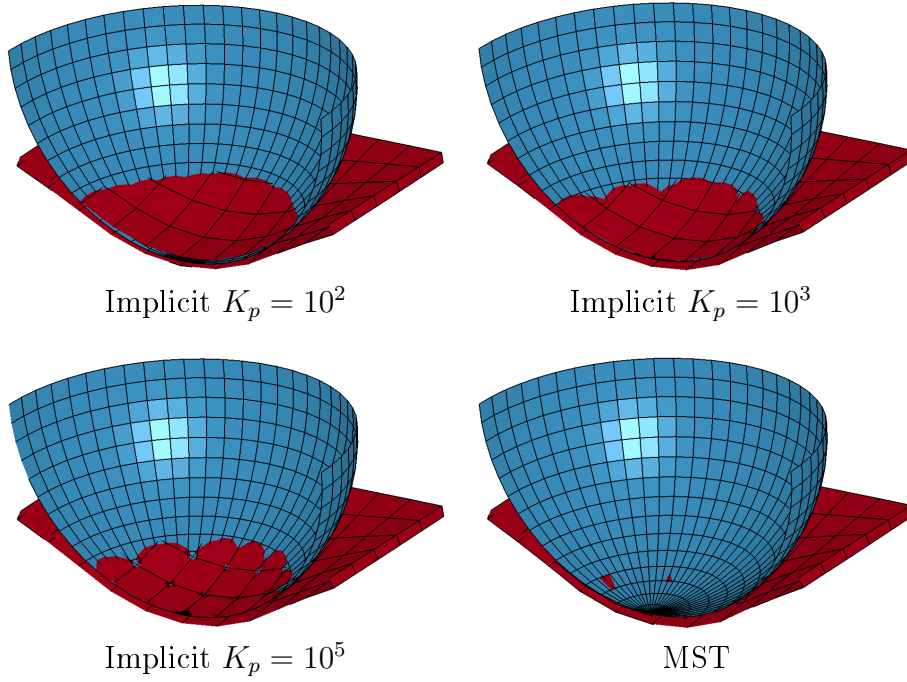 Implicit $K_p = 10^2$
Implicit $K_p = 10^3$
Implicit $K_p = 10^5$
MST